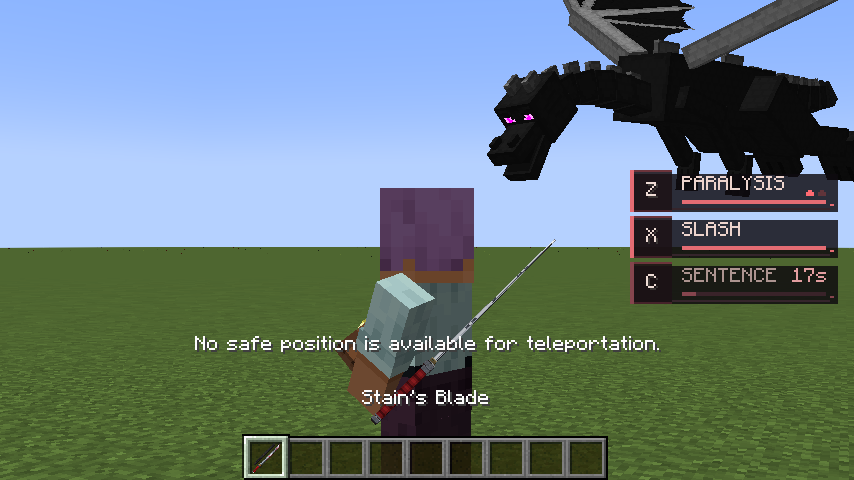 Z PARALYSIS
X SLASH
C SENTENCE 17s
No safe position is available for teleportation.
Stain's Blade